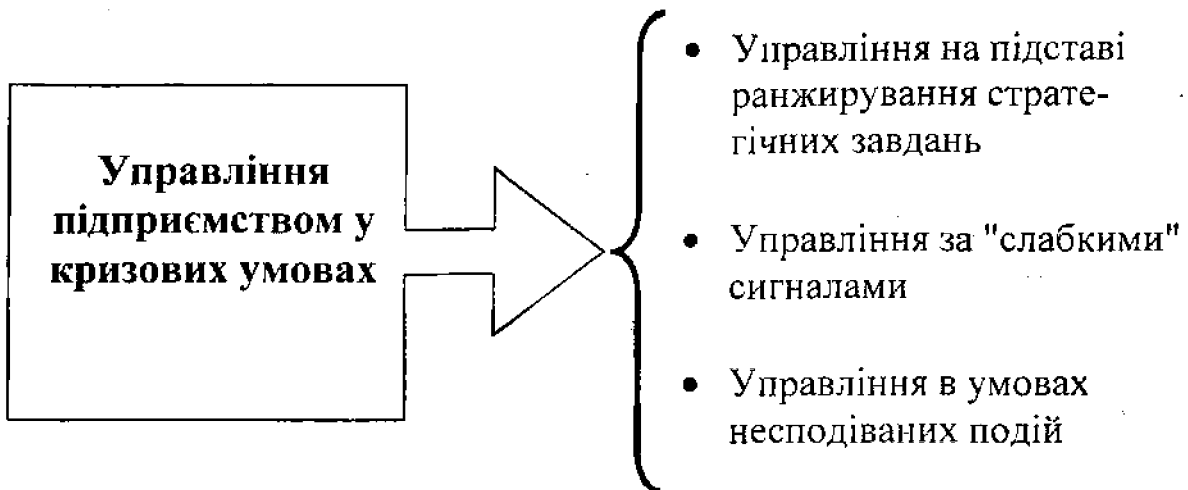 Управління
підприємством у
кризових умовах
• Управління на підставі
ранжирування страте-
гічних завдань
• Управління за "слабкими"
сигналами
• Управління в умовах
несподіваних подій